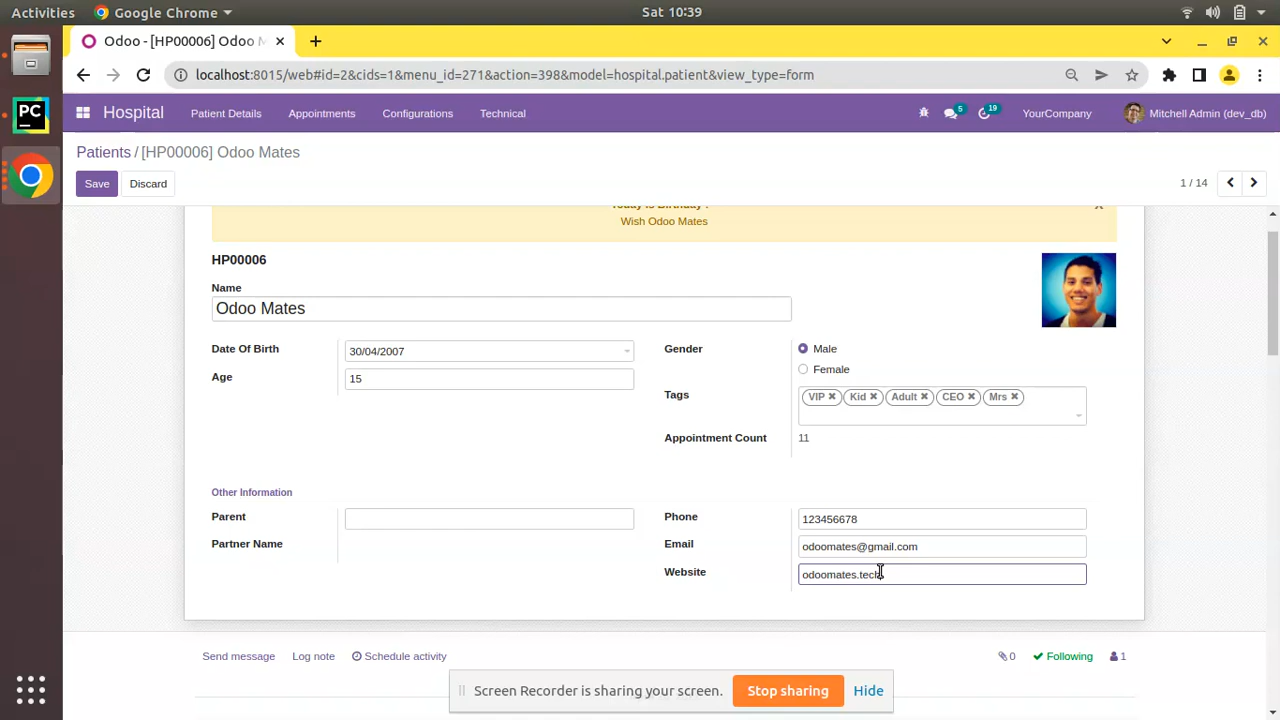 Activities Google Chrome Sat 10:39
Odoo - [HP00006] Odoo M
localhost:8015/web#id=2&cids=1&menu_id=271&action=398&model=hospital.patient&view_type=form
Hospital Patient Details Appointments Configurations Technical 5 19 YourCompany Mitchell Admin (dev_db)
Patients / [HP00006] Odoo Mates
Save Discard 1 / 14
Today is Birthday !
Wish Odoo Mates
HP00006
Name
Odoo Mates
Date Of Birth 30/04/2007 Gender Male
Age 15 Female
Tags VIP Kid Adult CEO Mrs
Appointment Count 11
Other Information
Parent Phone 123456678
Partner Name Email odoomates@gmail.com
Website odoomates.tech
Send message Log note Schedule activity 0 Following 1
Screen Recorder is sharing your screen. Stop sharing Hide
PC